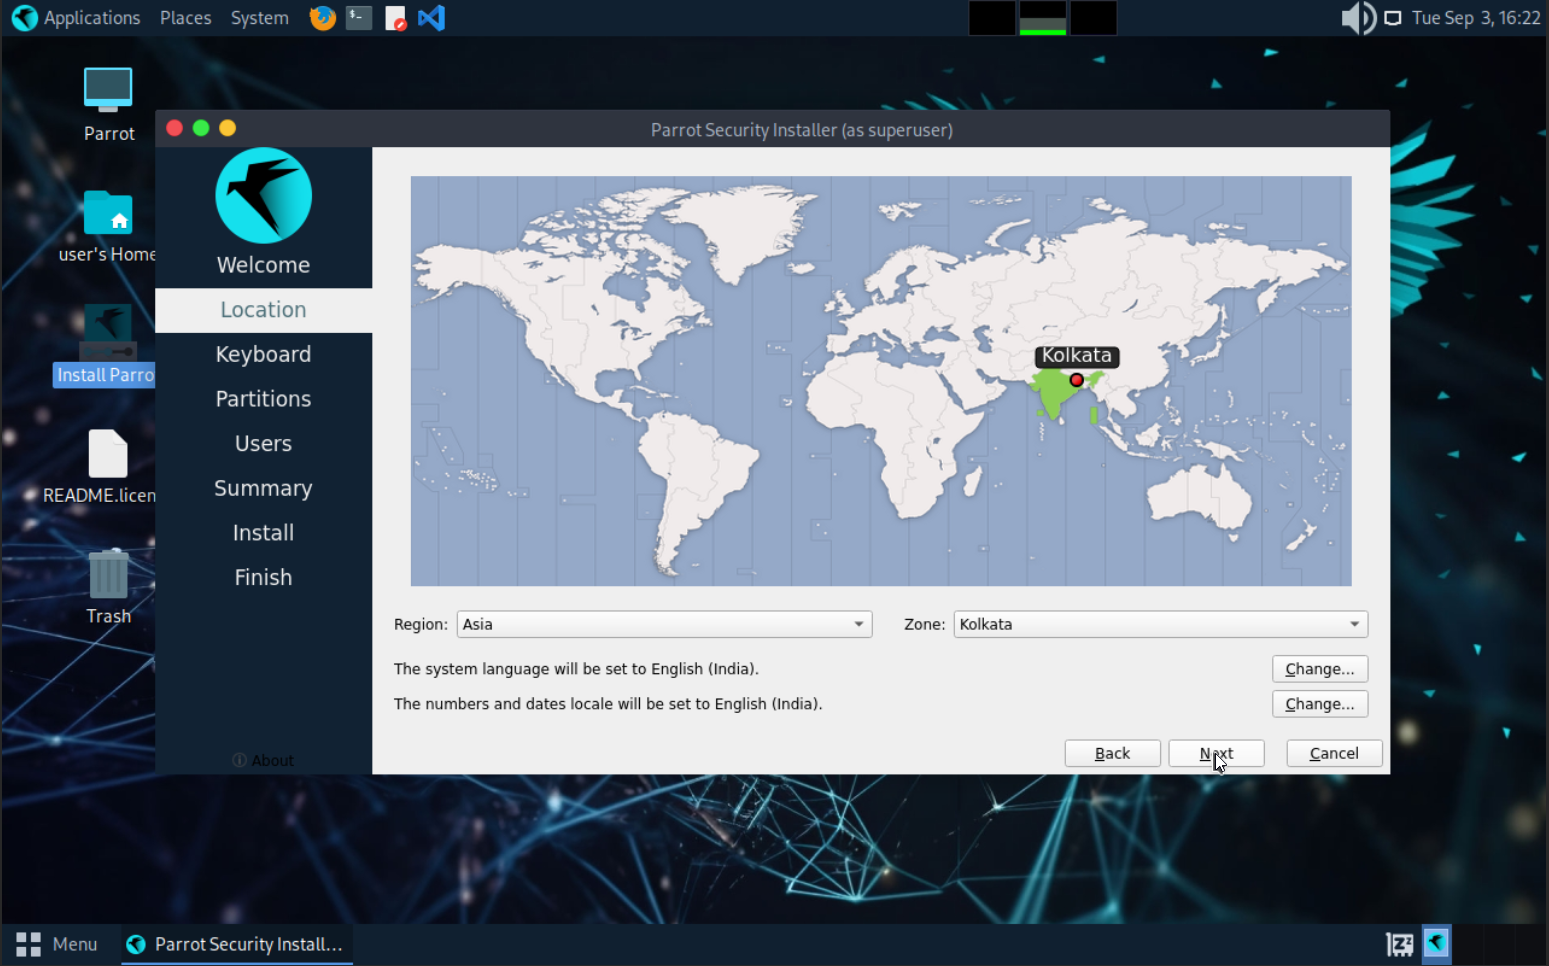 Applications Places System Tue Sep 3, 16:22
Parrot
user's Home
Install Parro
README.licen
Trash
Parrot Security Installer (as superuser)
Welcome
Location
Keyboard
Partitions
Users
Summary
Install
Finish
About
Kolkata
Region: Asia Zone: Kolkata
The system language will be set to English (India). Change...
The numbers and dates locale will be set to English (India). Change...
Back Next Cancel
Menu Parrot Security Install...